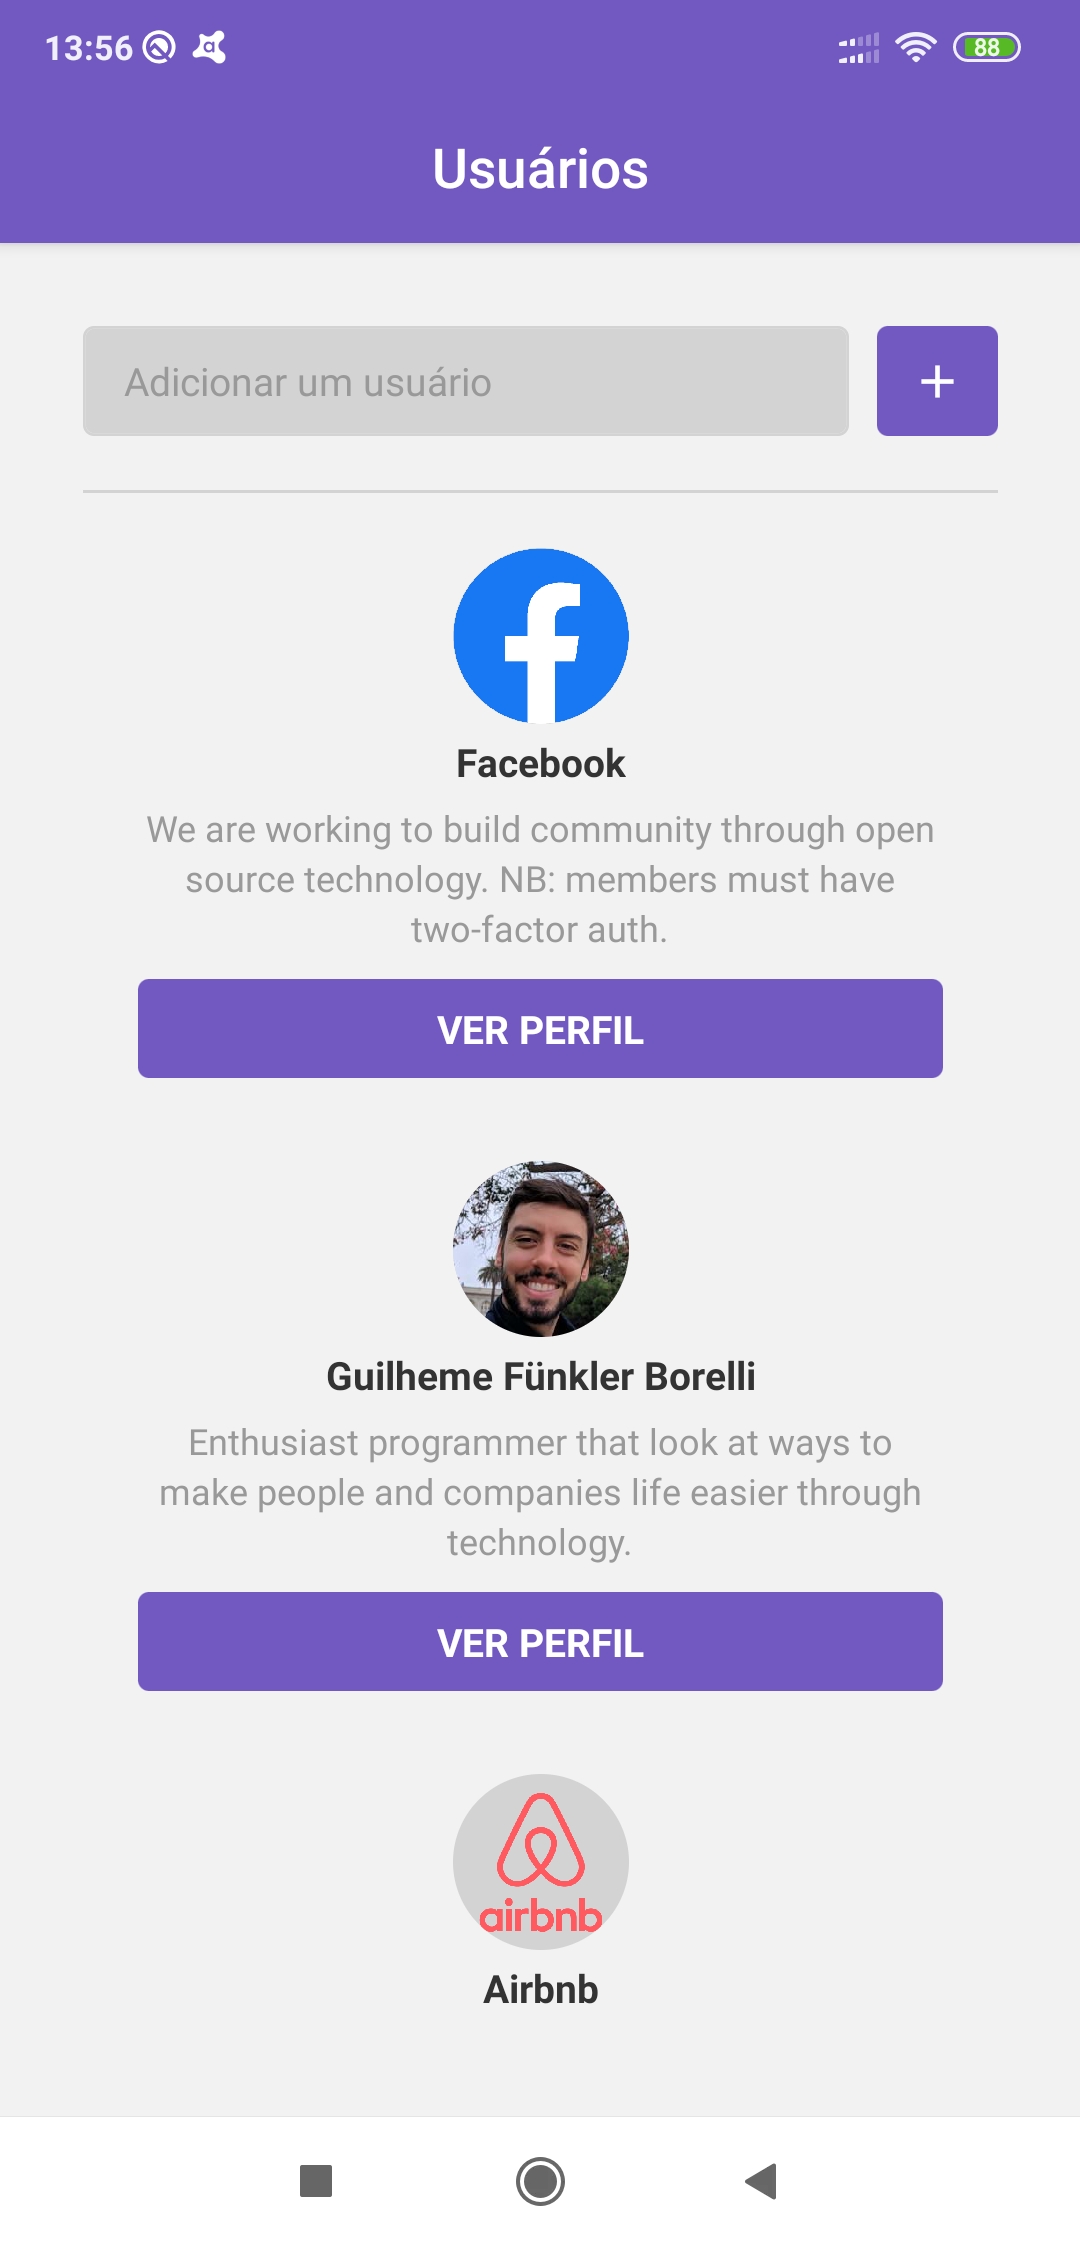 13:56
88
Usuários
Adicionar um usuário
+
Facebook
We are working to build community through open
source technology. NB: members must have
two-factor auth.
VER PERFIL
Guilheme Fünkler Borelli
Enthusiast programmer that look at ways to
make people and companies life easier through
technology.
VER PERFIL
airbnb
Airbnb